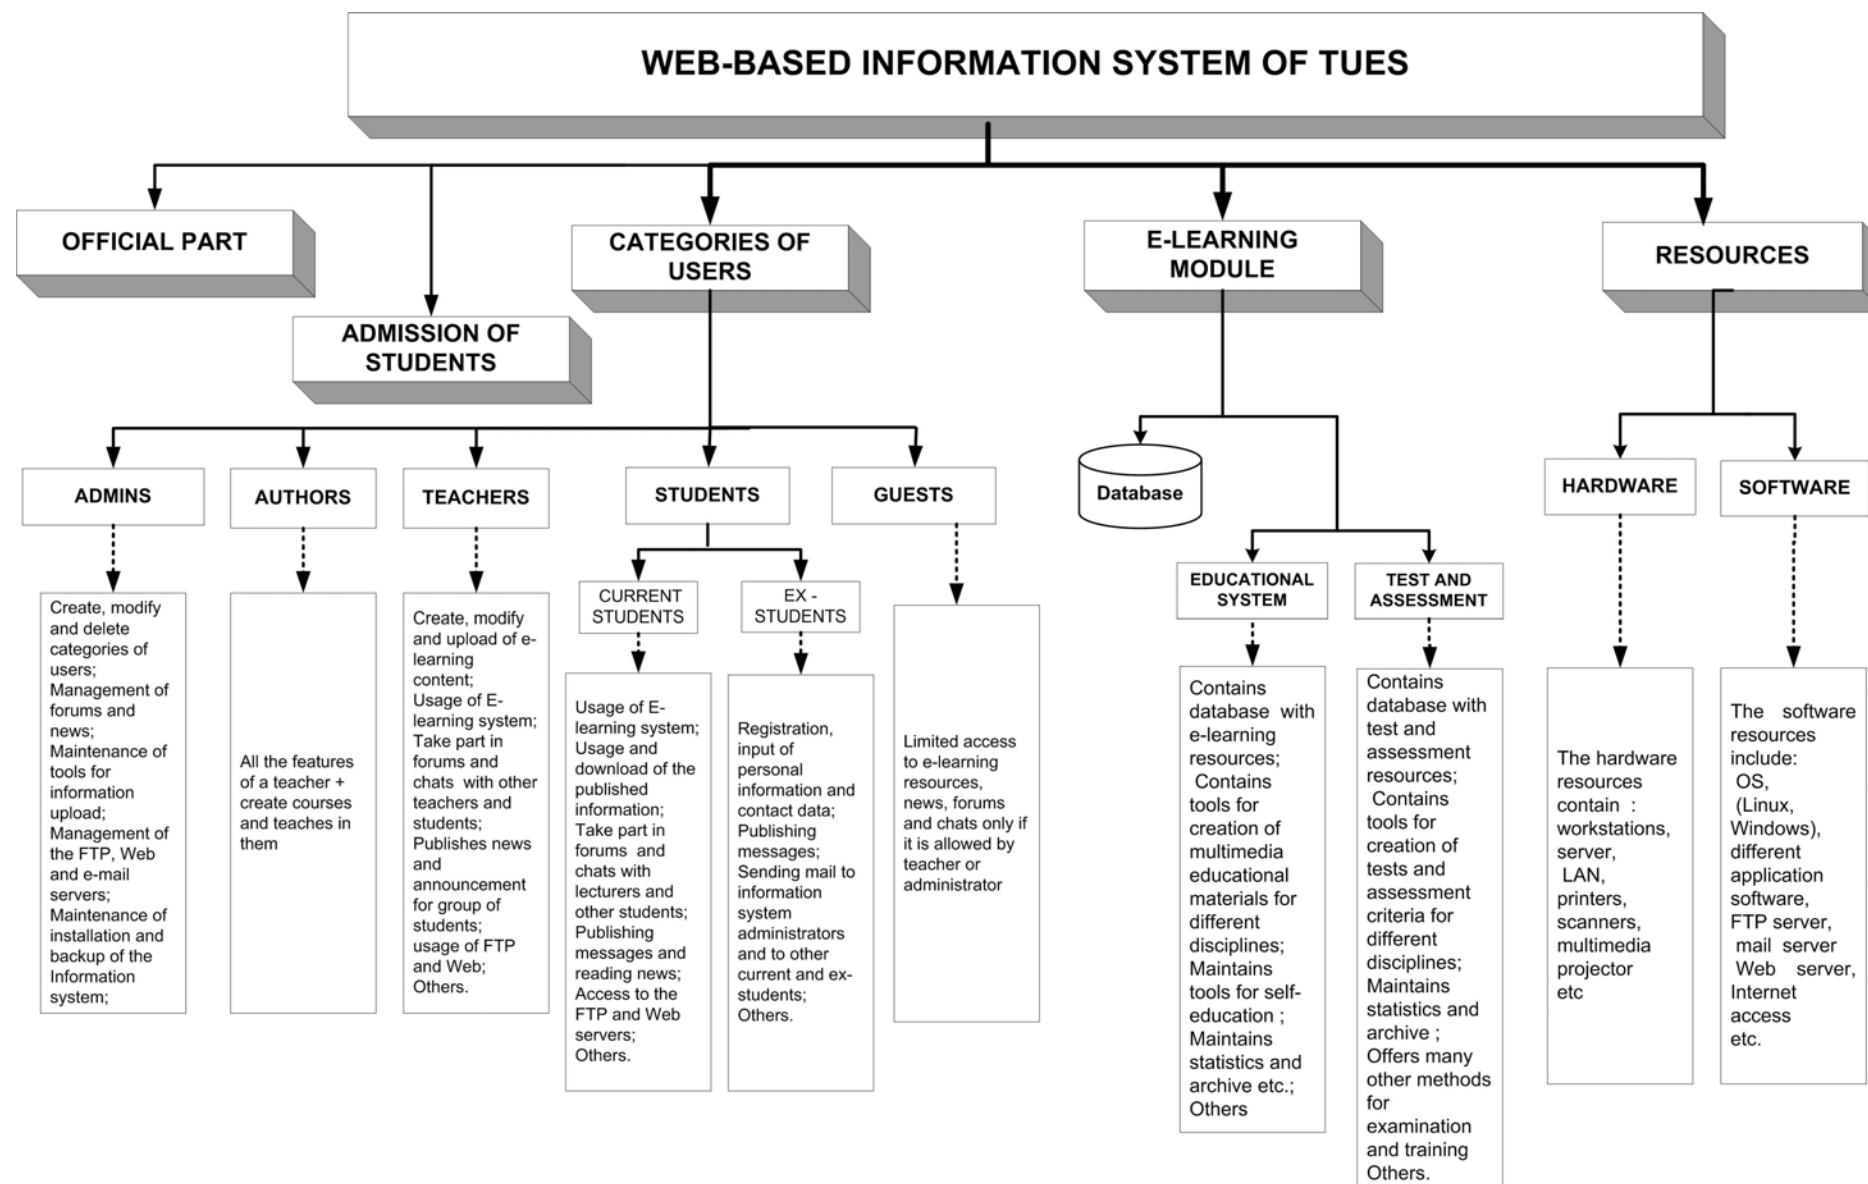 WEB-BASED INFORMATION SYSTEM OF TUES
OFFICIAL PART
ADMISSION OF
STUDENTS
CATEGORIES OF
USERS
E-LEARNING
MODULE
RESOURCES
ADMINS
AUTHORS
TEACHERS
STUDENTS
GUESTS
Database
HARDWARE
SOFTWARE
CURRENT
STUDENTS
EX -
STUDENTS
EDUCATIONAL
SYSTEM
TEST AND
ASSESSMENT
Create, modify
and delete
categories of
users;
Management of
forums and
news;
Maintenance of
tools for
information
upload;
Management of
the FTP, Web
and e-mail
servers;
Maintenance of
installation and
backup of the
Information
system;
All the features
of a teacher +
create courses
and teaches in
them
Create, modify
and upload of e-
learning
content;
Usage of E-
learning system;
Take part in
forums and
chats with other
teachers and
students;
Publishes news
and
announcement
for group of
students;
usage of FTP
and Web;
Others.
Usage of E-
learning system;
Usage and
download of the
published
information;
Take part in
forums and
chats with
lecturers and
other students;
Publishing
messages and
reading news;
Access to the
FTP and Web
servers;
Others.
Registration,
input of
personal
information and
contact data;
Publishing
messages;
Sending mail to
information
system
administrators
and to other
current and ex-
students;
Others.
Limited access
to e-learning
resources,
news, forums
and chats only if
it is allowed by
teacher or
administrator
Contains
database with
e-learning
resources;
Contains
tools for
creation of
multimedia
educational
materials for
different
disciplines;
Maintains
tools for self-
education ;
Maintains
statistics and
archive etc.;
Others
Contains
database with
test and
assessment
resources;
Contains
tools for
creation of
tests and
assessment
criteria for
different
disciplines;
Maintains
statistics and
archive ;
Offers many
other methods
for
examination
and training
Others.
The hardware
resources
contain :
workstations,
server,
LAN,
printers,
scanners,
multimedia
projector
etc
The software
resources
include:
OS,
(Linux,
Windows),
different
application
software,
FTP server,
mail server
Web server,
Internet
access
etc.